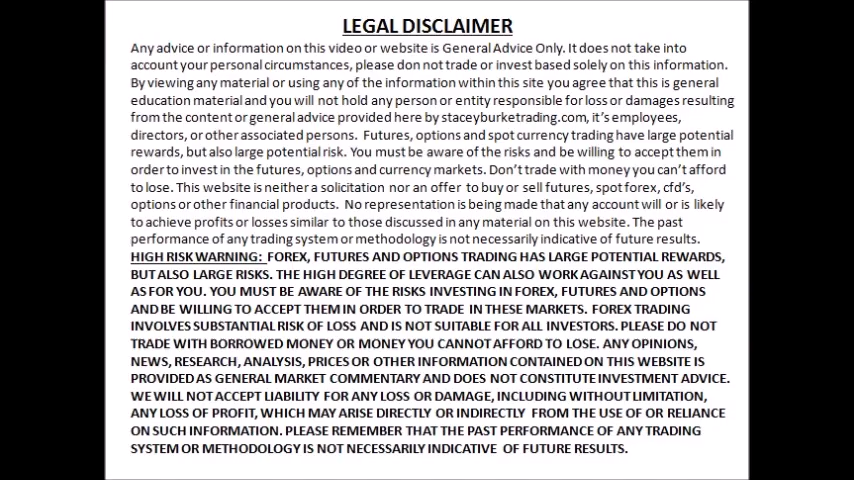 LEGAL DISCLAIMER
Any advice or information on this video or website is General Advice Only. It does not take into
account your personal circumstances, please don not trade or invest based solely on this information.
By viewing any material or using any of the information within this site you agree that this is general
education material and you will not hold any person or entity responsible for loss or damages resulting
from the content or general advice provided here by staceyburketrading.com, it's employees,
directors, or other associated persons. Futures, options and spot currency trading have large potential
rewards, but also large potential risk. You must be aware of the risks and be willing to accept them in
order to invest in the futures, options and currency markets. Don't trade with money you can't afford
to lose. This website is neither a solicitation nor an offer to buy or sell futures, spot forex, cfd's,
options or other financial products. No representation is being made that any account will or is likely
to achieve profits or losses similar to those discussed in any material on this website. The past
performance of any trading system or methodology is not necessarily indicative of future results.
HIGH RISK WARNING: FOREX, FUTURES AND OPTIONS TRADING HAS LARGE POTENTIAL REWARDS,
BUT ALSO LARGE RISKS. THE HIGH DEGREE OF LEVERAGE CAN ALSO WORK AGAINST YOU AS WELL
AS FOR YOU. YOU MUST BE AWARE OF THE RISKS INVESTING IN FOREX, FUTURES AND OPTIONS
AND BE WILLING TO ACCEPT THEM IN ORDER TO TRADE IN THESE MARKETS. FOREX TRADING
INVOLVES SUBSTANTIAL RISK OF LOSS AND IS NOT SUITABLE FOR ALL INVESTORS. PLEASE DO NOT
TRADE WITH BORROWED MONEY OR MONEY YOU CANNOT AFFORD TO LOSE. ANY OPINIONS,
NEWS, RESEARCH, ANALYSIS, PRICES OR OTHER INFORMATION CONTAINED ON THIS WEBSITE IS
PROVIDED AS GENERAL MARKET COMMENTARY AND DOES NOT CONSTITUTE INVESTMENT ADVICE.
WE WILL NOT ACCEPT LIABILITY FOR ANY LOSS OR DAMAGE, INCLUDING WITHOUT LIMITATION,
ANY LOSS OF PROFIT, WHICH MAY ARISE DIRECTLY OR INDIRECTLY FROM THE USE OF OR RELIANCE
ON SUCH INFORMATION. PLEASE REMEMBER THAT THE PAST PERFORMANCE OF ANY TRADING
SYSTEM OR METHODOLOGY IS NOT NECESSARILY INDICATIVE OF FUTURE RESULTS.